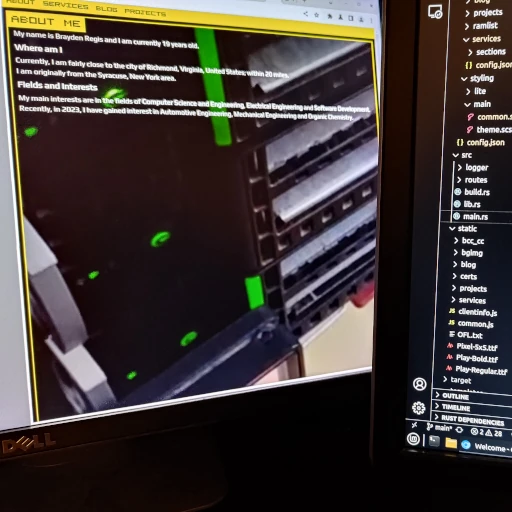 ABOUT SERVICES BLOG PROJECTS
ABOUT ME
My name is Brayden Regis and I am currently 19 years old.
Where am I
Currently, I am fairly close to the city of Richmond, Virginia, United States; within 20 miles.
I am originally from the Syracuse, New York area.
Fields and Interests
My main interests are in the fields of Computer Science and Engineering, Electrical Engineering and Software Development.
Recently, in 2023, I have gained interest in Automotive Engineering, Mechanical Engineering and Organic Chemistry.
DELL
blog
projects
ramlist
services
sections
{} config.json
styling
lite
main
common.s
theme.scs
{} config.json
src
logger
routes
build.rs
lib.rs
main.rs
static
bcc_cc
bgimg
blog
certs
projects
services
JS clientinfo.js
JS common.js
OFL.txt
Pixel-5x5.ttf
Play-Bold.ttf
Play-Regular.ttf
target
OUTLINE
TIMELINE
RUST DEPENDENCIES
main* 2 28
Welcome -